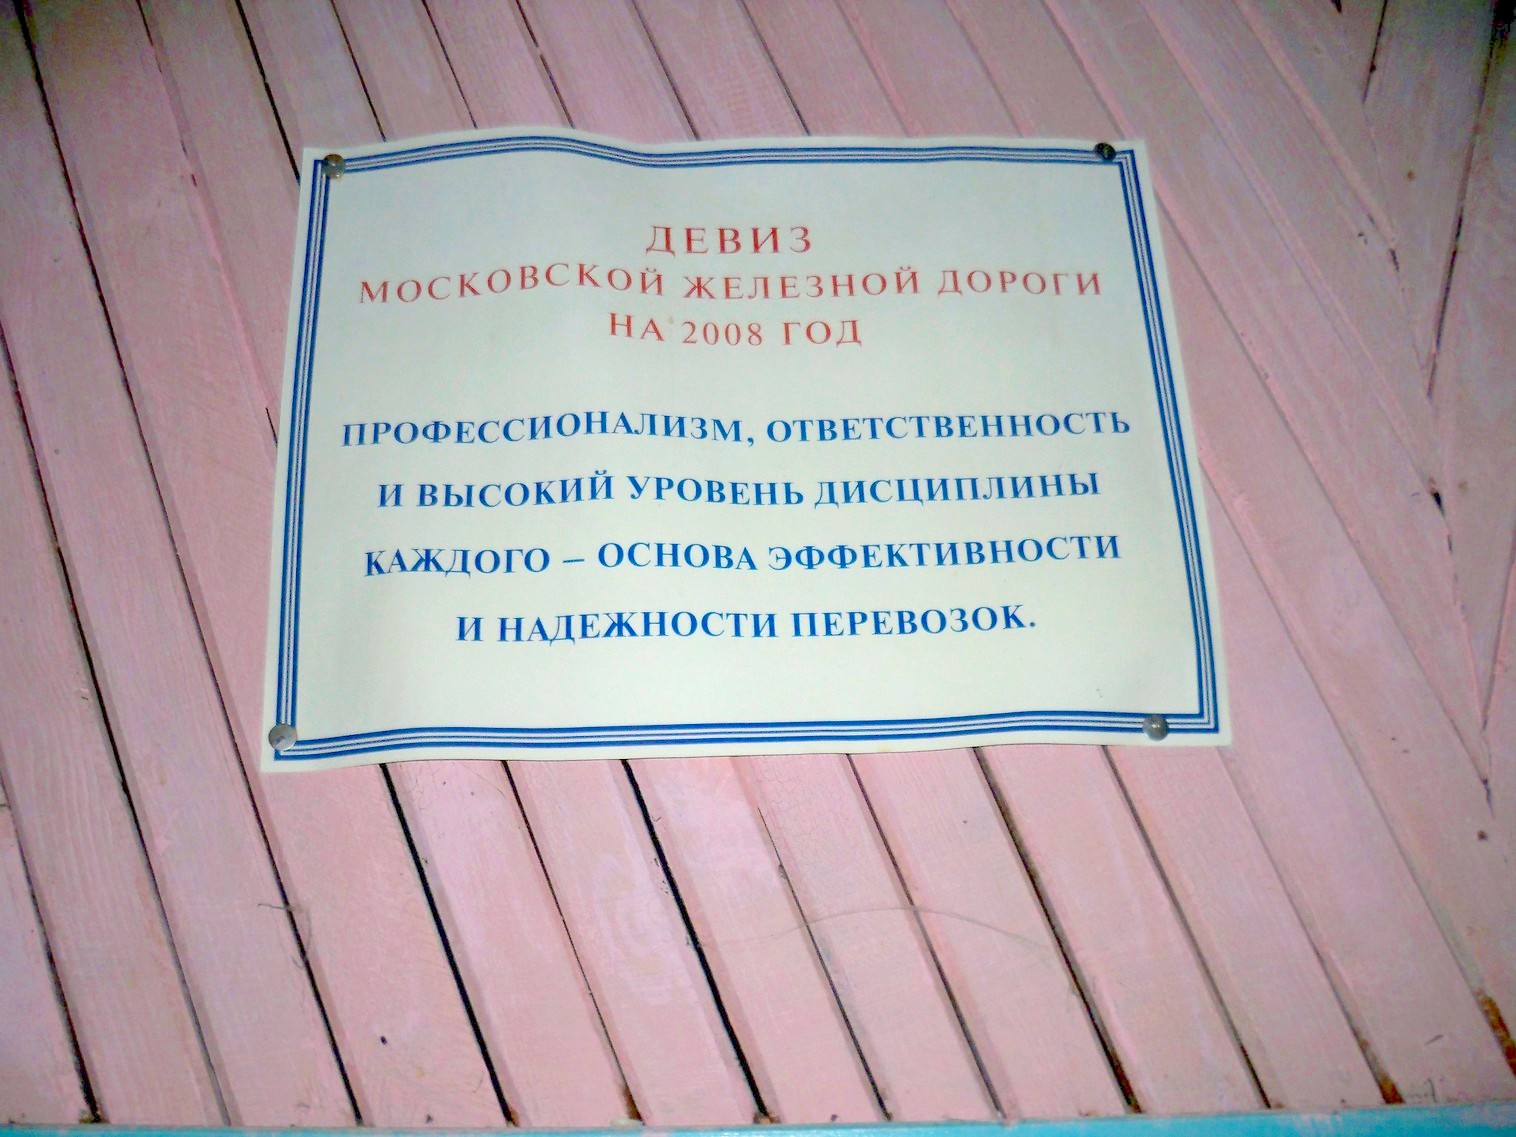 ДЕВИЗ
МОСКОВСКОЙ ЖЕЛЕЗНОЙ ДОРОГИ
НА 2008 ГОД
ПРОФЕССИОНАЛИЗМ, ОТВЕТСТВЕННОСТЬ
И ВЫСОКИЙ УРОВЕНЬ ДИСЦИПЛИНЫ
КАЖДОГО – ОСНОВА ЭФФЕКТИВНОСТИ
И НАДЕЖНОСТИ ПЕРЕВОЗОК.